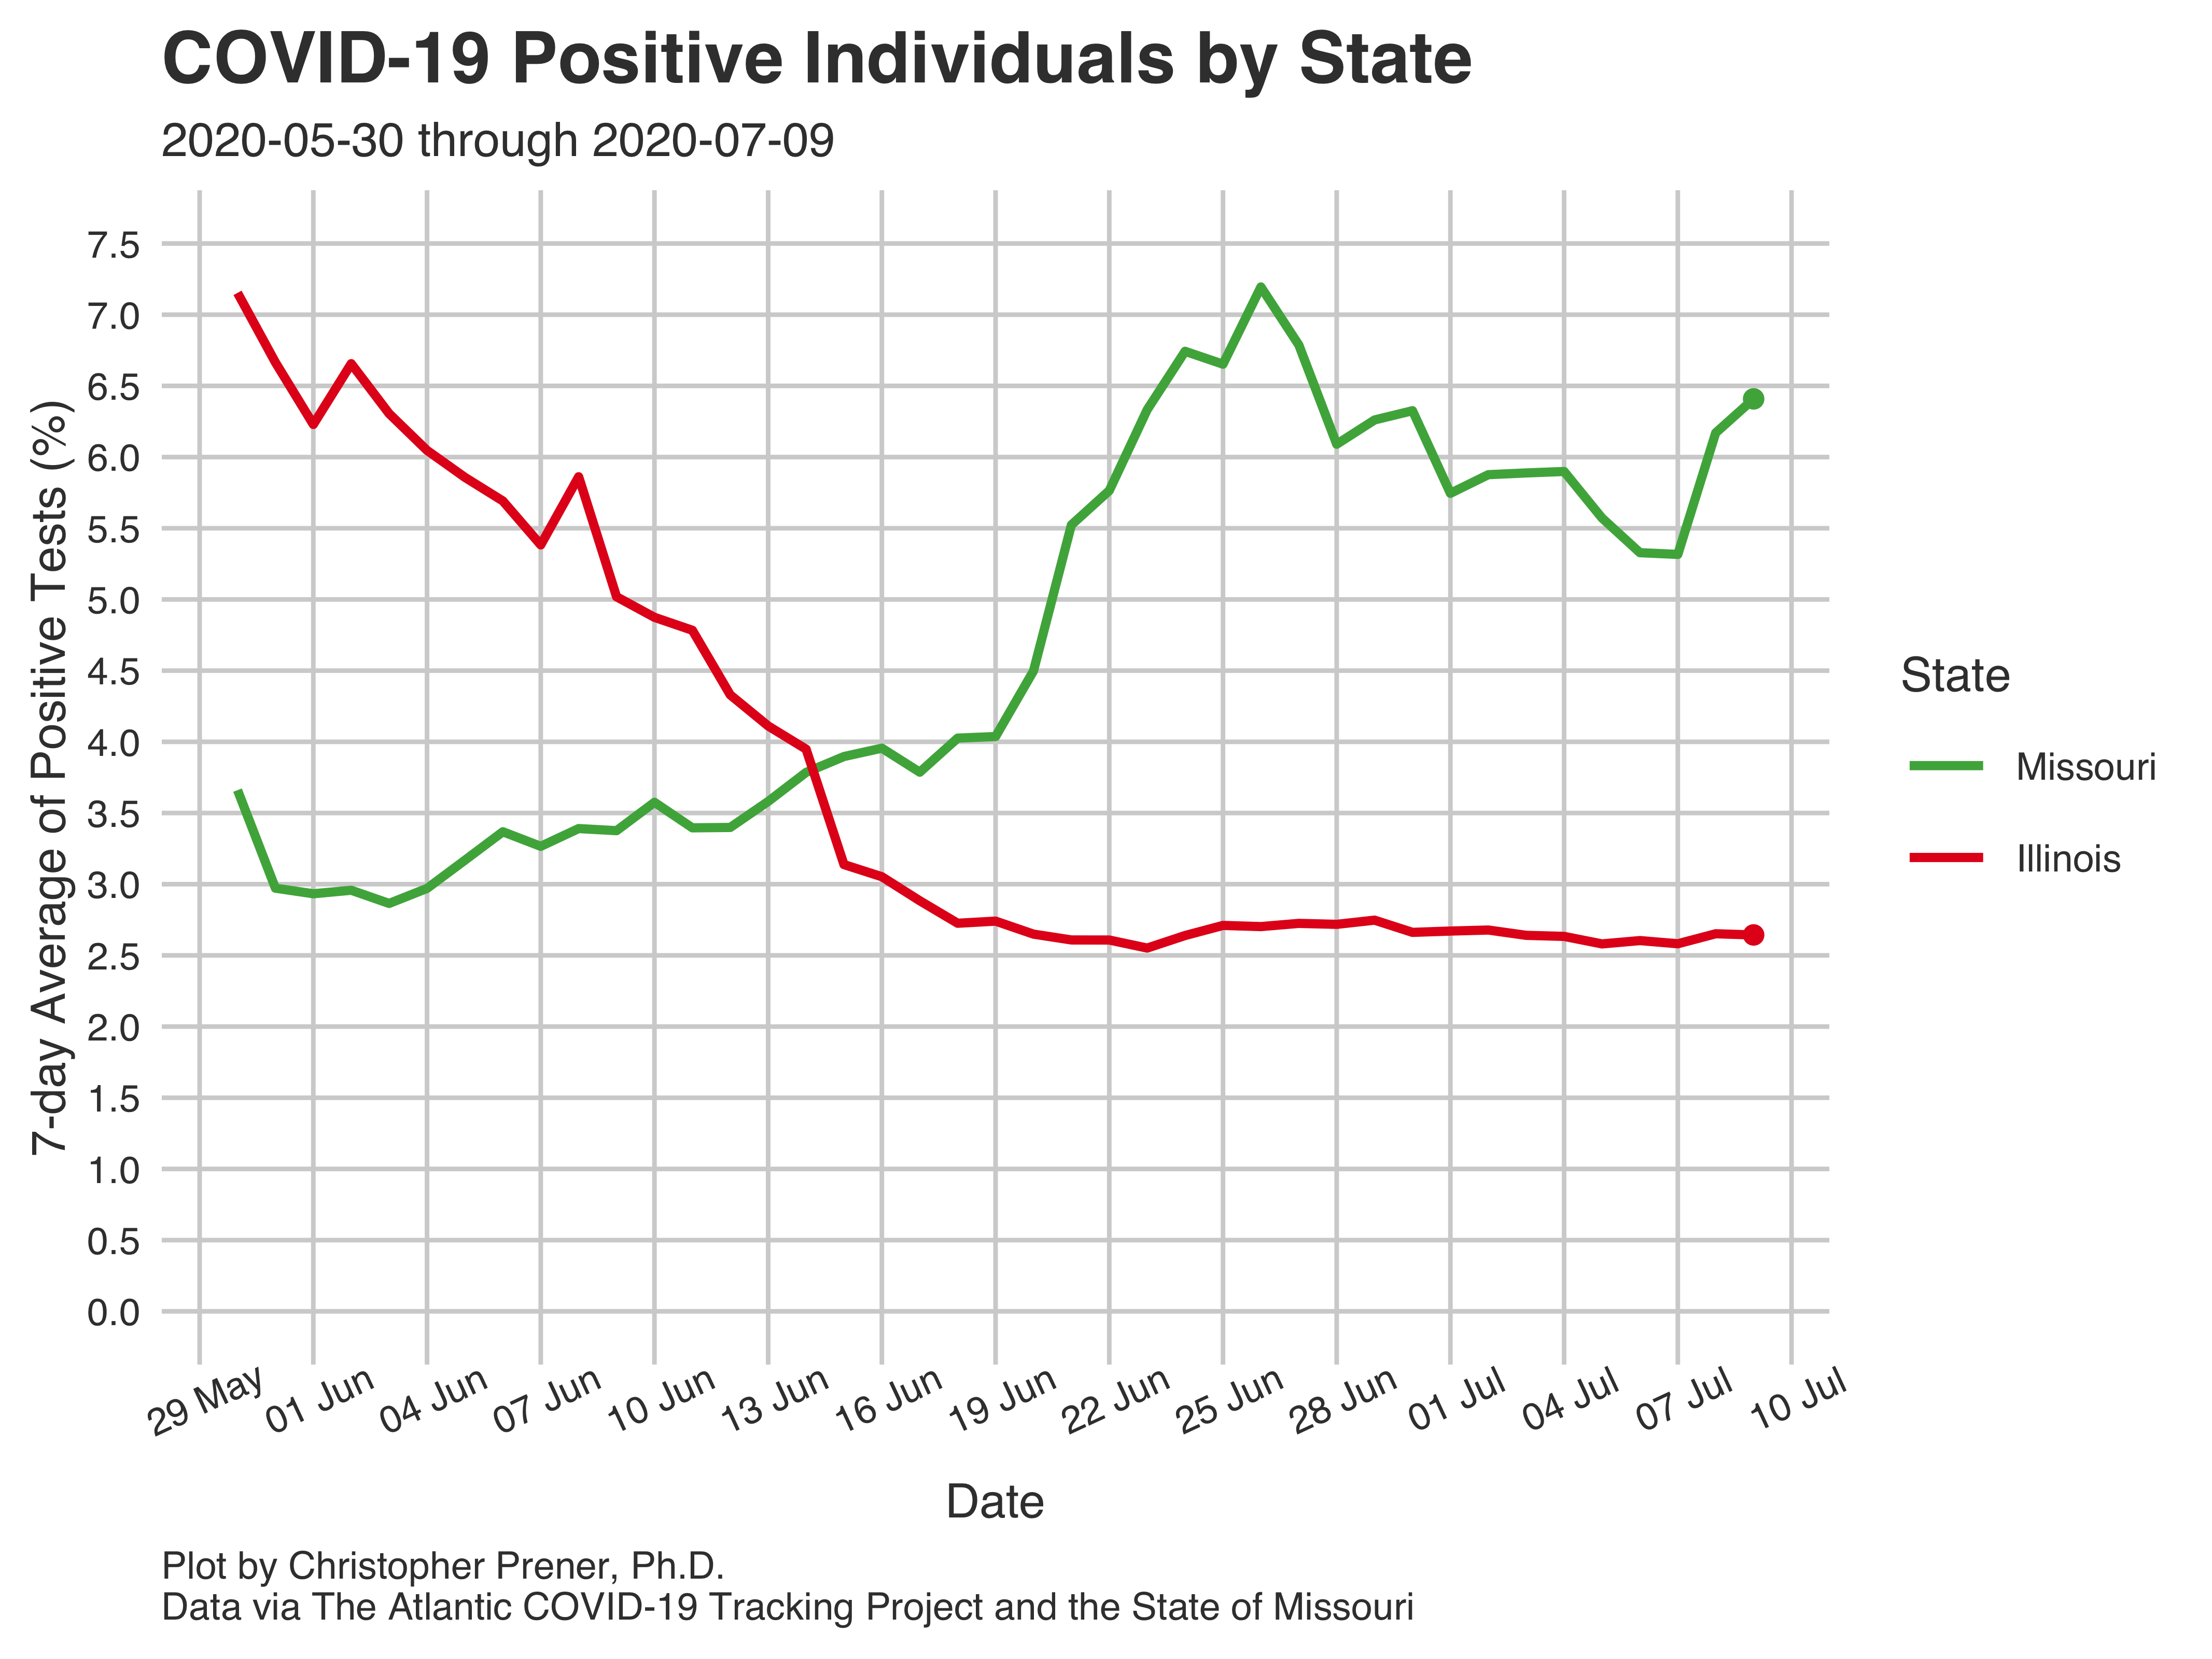 COVID-19 Positive Individuals by State
2020-05-30 through 2020-07-09
7-day Average of Positive Tests (%)
7.5
7.0
6.5
6.0
5.5
5.0
4.5
4.0
3.5
3.0
2.5
2.0
1.5
1.0
0.5
0.0
29 May
01 Jun
04 Jun
07 Jun
10 Jun
13 Jun
16 Jun
19 Jun
22 Jun
25 Jun
28 Jun
01 Jul
04 Jul
07 Jul
10 Jul
Date
State
Missouri
Illinois
Plot by Christopher Prener, Ph.D.
Data via The Atlantic COVID-19 Tracking Project and the State of Missouri